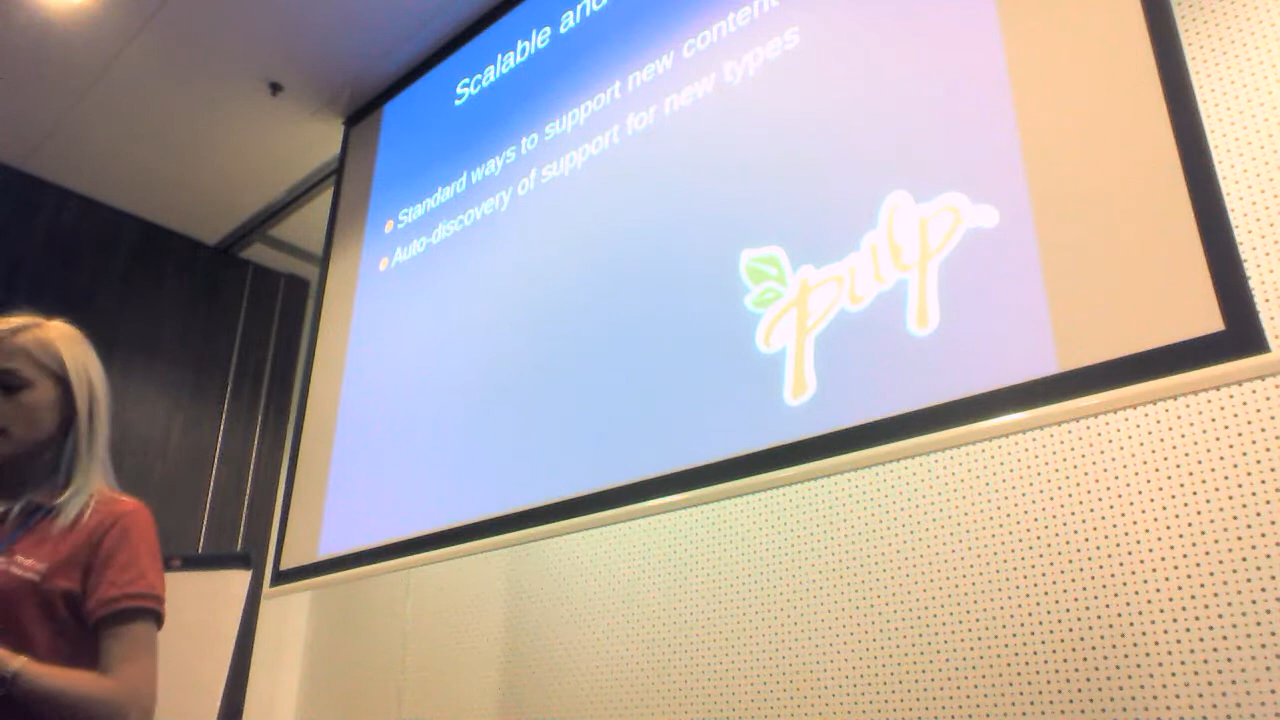 Scalable and
Standard ways to support new content
Auto-discovery of support for new types
pulp